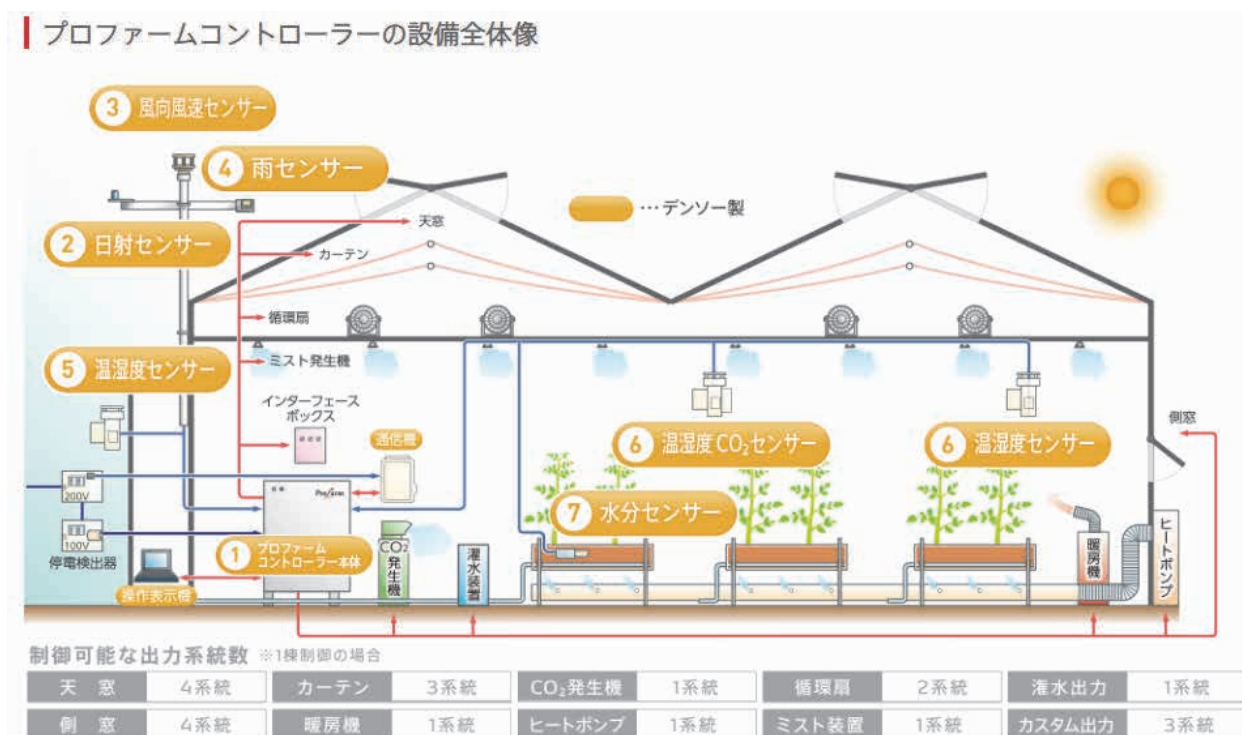 プロファームコントローラーの設備全体像
3 風向風速センサー
4 雨センサー
…デンソー製
天窓
2 日射センサー
カーテン
循環扇
ミスト発生機
5 温湿度センサー
インターフェース
ボックス
通信機
6 温湿度CO₂センサー
6 温湿度センサー
側窓
200V
100V
停電検出器
7 水分センサー
1 プロファーム
コントローラー本体
操作表示機
CO₂発生機
灌水装置
暖房機
ヒートポンプ
制御可能な出力系統数 ※1棟制御の場合
天窓 4系統 カーテン 3系統 CO₂発生機 1系統 循環扇 2系統 潅水出力 1系統
側窓 4系統 暖房機 1系統 ヒートポンプ 1系統 ミスト装置 1系統 カスタム出力 3系統